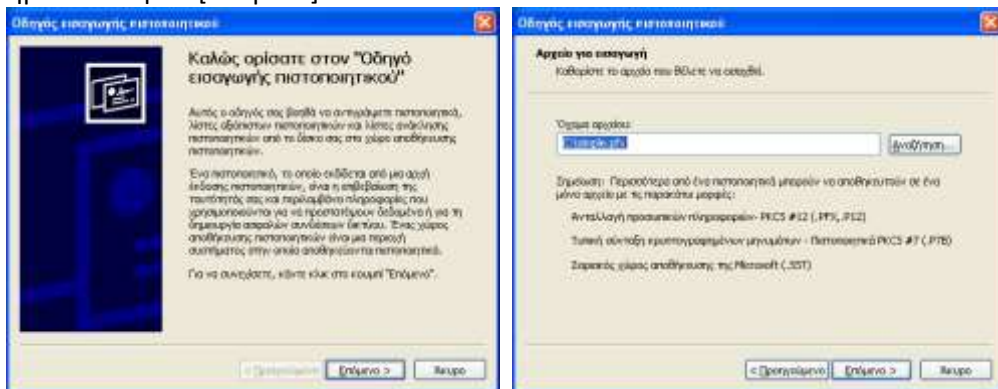 Οδηγός εισαγωγής πιστοποιητικού
Καλώς ορίσατε στον "Οδηγό
εισαγωγής πιστοποιητικού"
Αυτός ο οδηγός σας βοηθά να αντιγράψετε πιστοποιητικά,
λίστες αξιόπιστων πιστοποιητικών και λίστες ανάκλησης
πιστοποιητικών από το δίσκο σας στο χώρο αποθήκευσης
πιστοποιητικών.
Ένα πιστοποιητικό, το οποίο εκδίδεται από μια αρχή
έκδοσης πιστοποιητικών, είναι η επιβεβαίωση της
ταυτότητάς σας και περιλαμβάνει πληροφορίες που
χρησιμοποιούνται για να προστατέψουν δεδομένα ή για τη
δημιουργία ασφαλών συνδέσεων δικτύου. Ένας χώρος
αποθήκευσης πιστοποιητικών είναι μια περιοχή
συστήματος στην οποία αποθηκεύονται πιστοποιητικά.
Για να συνεχίσετε, κάντε κλικ στο κουμπί "Επόμενο".
< Προηγούμενο Επόμενο > Άκυρο
Οδηγός εισαγωγής πιστοποιητικού
Αρχείο για εισαγωγή
Καθορίστε το αρχείο που θέλετε να εισαχθεί.
Όνομα αρχείου:
Αναζήτηση...
Σημείωση: Περισσότερα από ένα πιστοποιητικά μπορούν να αποθηκευτούν σε ένα
μόνο αρχείο με τις παρακάτω μορφές:
Ανταλλαγή προσωπικών πληροφοριών- PKCS #12 (.PFX,.P12)
Τυπική σύνταξη κρυπτογραφημένων μηνυμάτων - Πιστοποιητικά PKCS #7 (.P7B)
Σειριακός χώρος αποθήκευσης της Microsoft (.SST)
< Προηγούμενο Επόμενο > Άκυρο